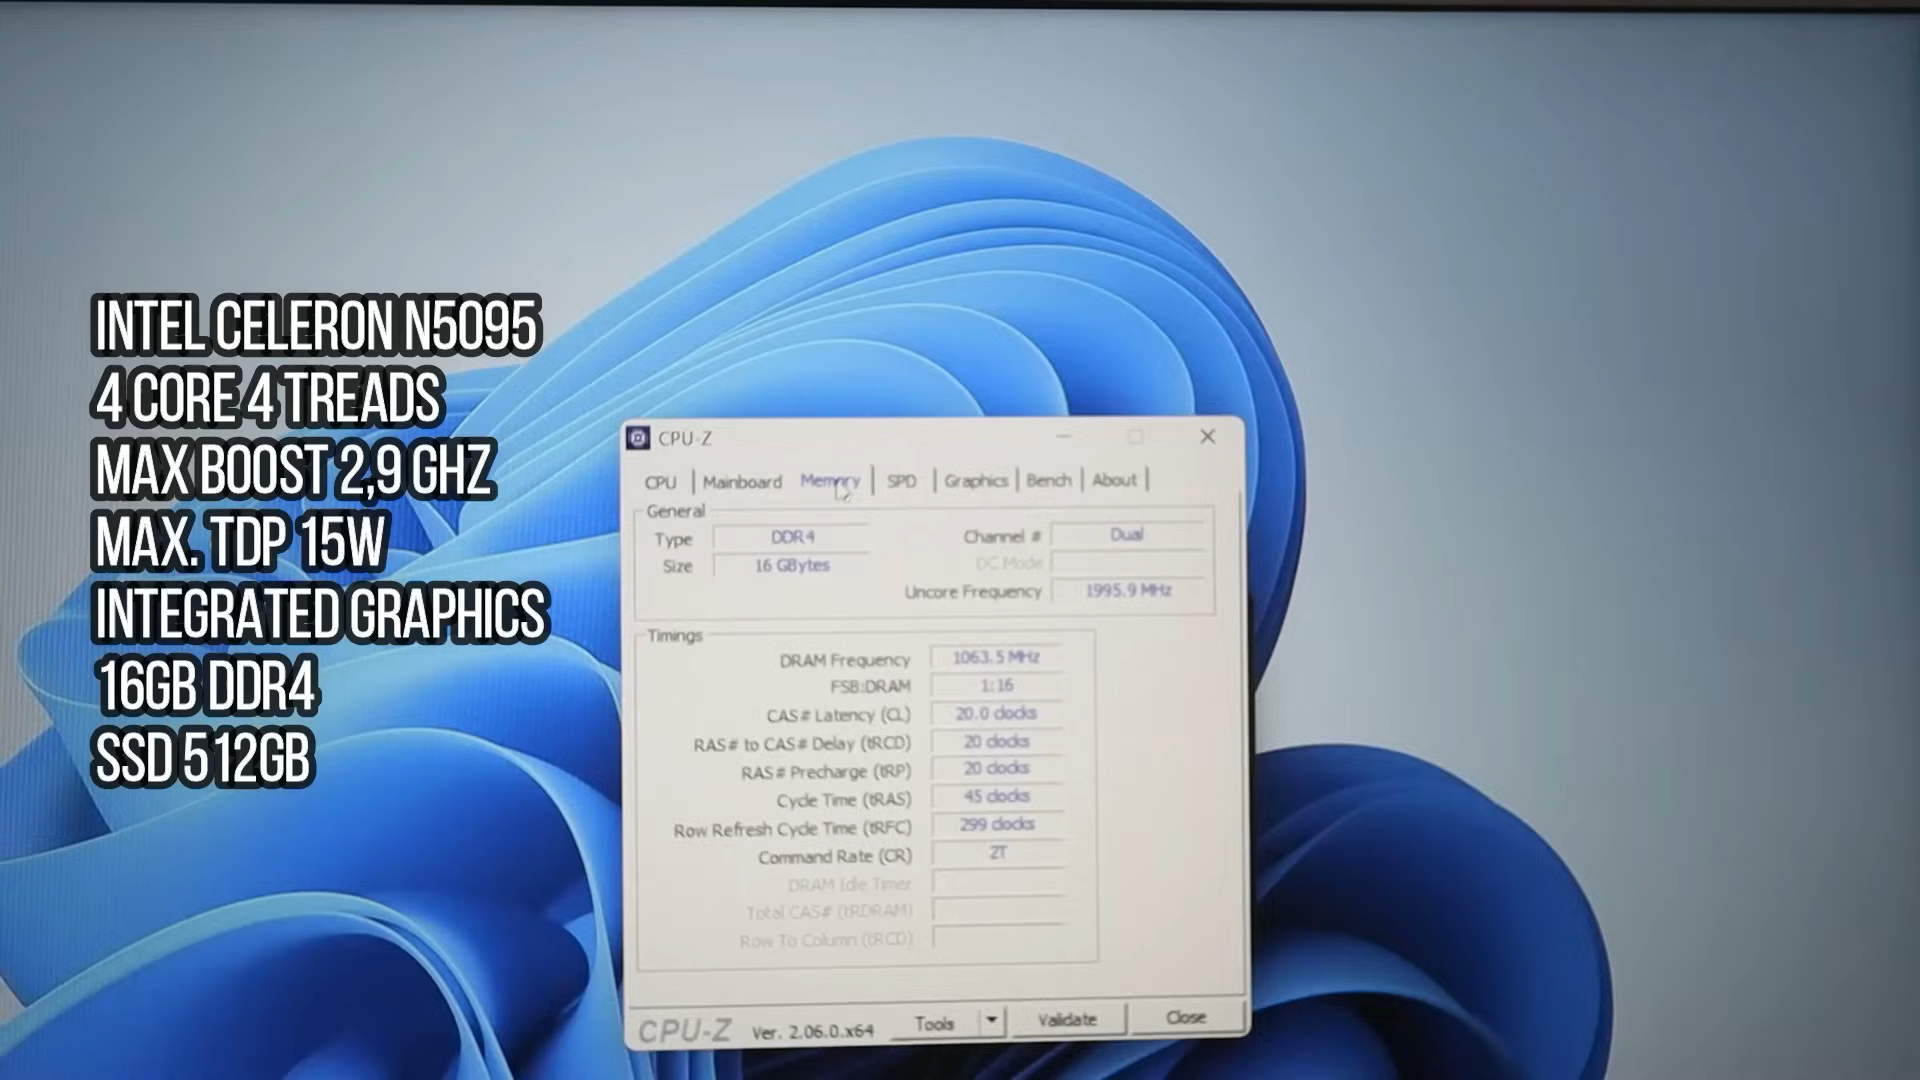 INTEL CELERON N5095
4 CORE 4 TREADS
MAX BOOST 2,9 GHZ
MAX. TDP 15W
INTEGRATED GRAPHICS
16GB DDR4
SSD 512GB
CPU-Z
CPU Mainboard Memory SPD Graphics Bench About
General
Type DDR4 Channel # Dual
Size 16 GBytes DC Mode
Uncore Frequency 1995.9 MHz
Timings
DRAM Frequency 1063.5 MHz
FSB:DRAM 1:16
CAS# Latency (CL) 20.0 clocks
RAS# to CAS# Delay (tRCD) 20 clocks
RAS# Precharge (tRP) 20 clocks
Cycle Time (tRAS) 45 clocks
Row Refresh Cycle Time (tRFC) 299 clocks
Command Rate (CR) 2T
DRAM Idle Timer
Total CAS# (tRDRAM)
Row To Column (tRCD)
CPU-Z Ver. 2.06.0.x64 Tools Validate Close